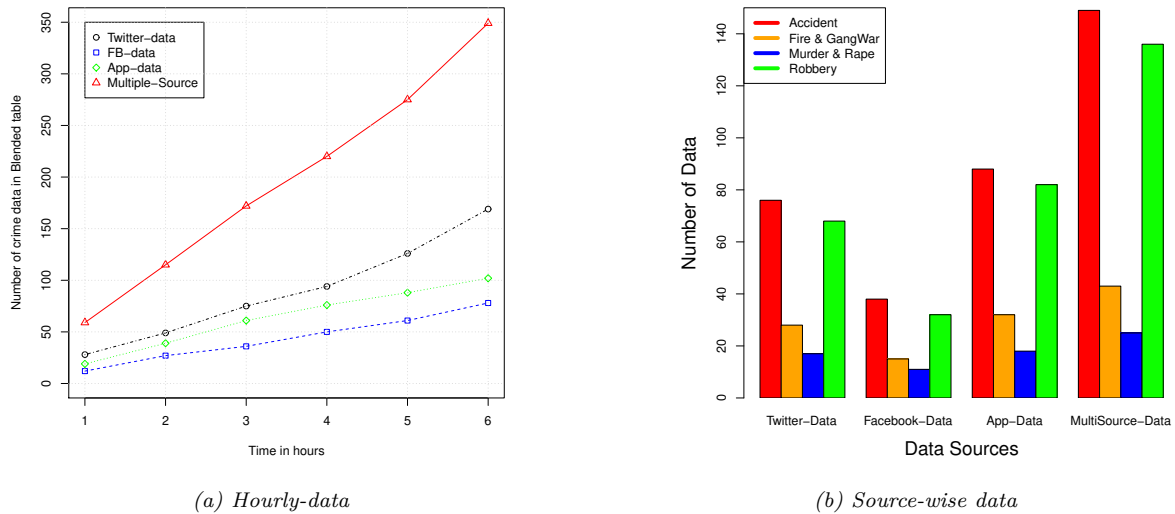 Number of crime data in Blended table
0
50
100
150
200
250
300
350
Twitter−data
FB−data
App−data
Multiple−Source
1 2 3 4 5 6
Time in hours
(a) Hourly-data
Number of Data
0
20
40
60
80
100
120
140
Accident
Fire & GangWar
Murder & Rape
Robbery
Twitter−Data Facebook−Data App−Data MultiSource−Data
Data Sources
(b) Source-wise data